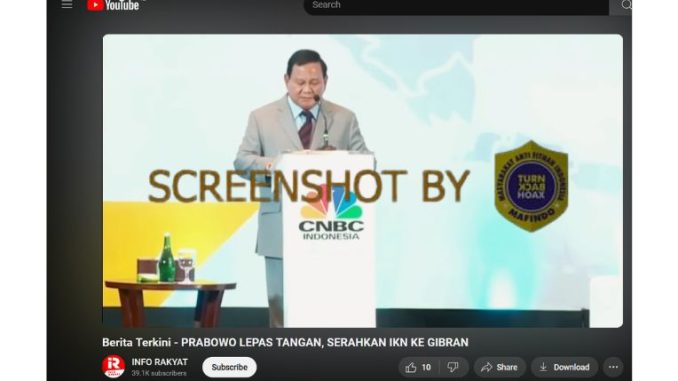 YouTube
Search
SCREENSHOT BY
MASYARAKAT ANTI FITNAH INDONESIA
TURN
BACK
HOAX
MAFINDO
CNBC
INDONESIA
Berita Terkini - PRABOWO LEPAS TANGAN, SERAHKAN IKN KE GIBRAN
INFO RAKYAT
39.1K subscribers
Subscribe
10
Share
Download